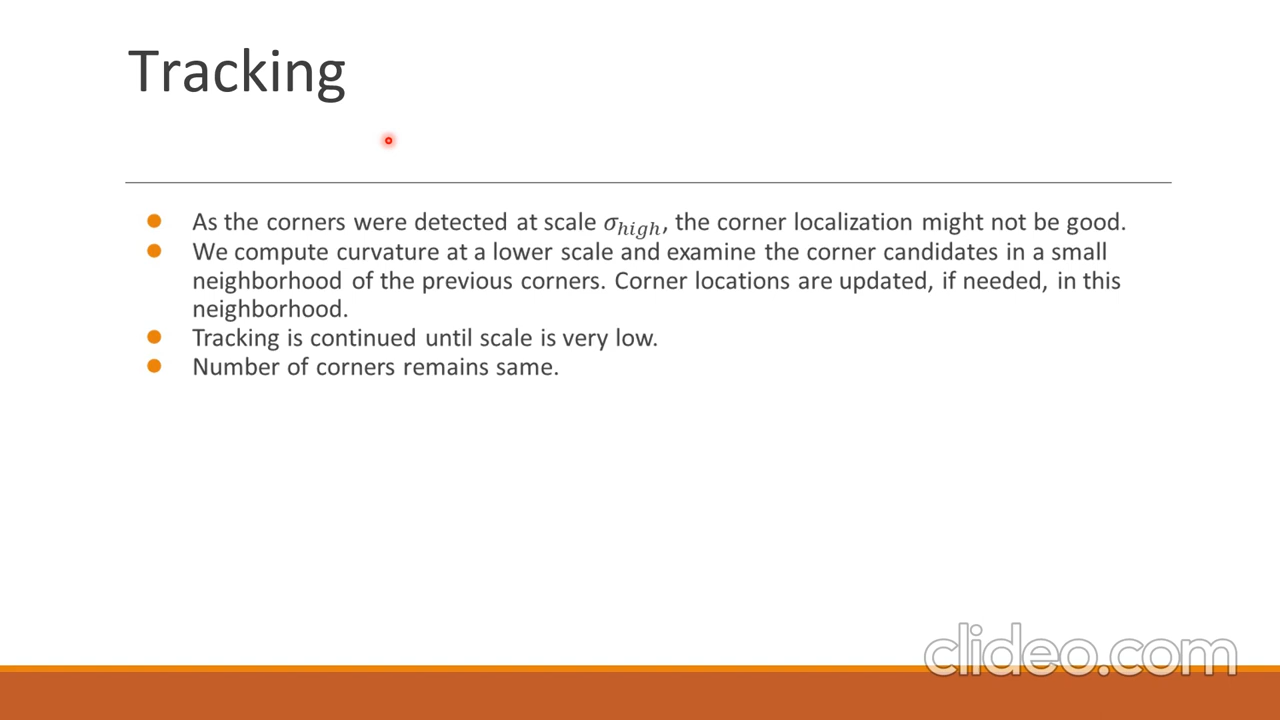 Tracking
As the corners were detected at scale σhigh, the corner localization might not be good.
We compute curvature at a lower scale and examine the corner candidates in a small
neighborhood of the previous corners. Corner locations are updated, if needed, in this
neighborhood.
Tracking is continued until scale is very low.
Number of corners remains same.
clideo.com